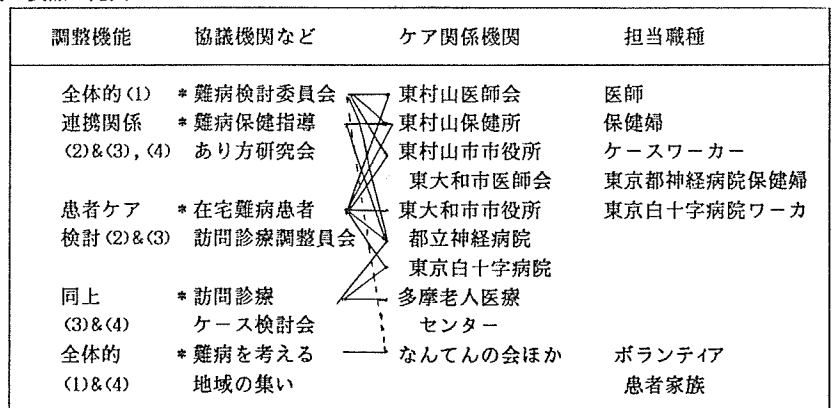 調整機能 協議機関など ケア関係機関 担当職種
全体的(1) *難病検討委員会 東村山医師会 医師
連携関係 *難病保健指導 東村山保健所 保健婦
(2)&(3),(4) あり方研究会 東村山市市役所 ケースワーカー
東大和市医師会 東京都神経病院保健婦
患者ケア *在宅難病患者 東大和市市役所 東京白十字病院ワーカ
検討(2)&(3) 訪問診療調整員会 都立神経病院
東京白十字病院
同上 *訪問診療 多摩老人医療
(3)&(4) ケース検討会 センター
全体的 *難病を考える なんてんの会ほか ボランティア
(1)&(4) 地域の集い 患者家族